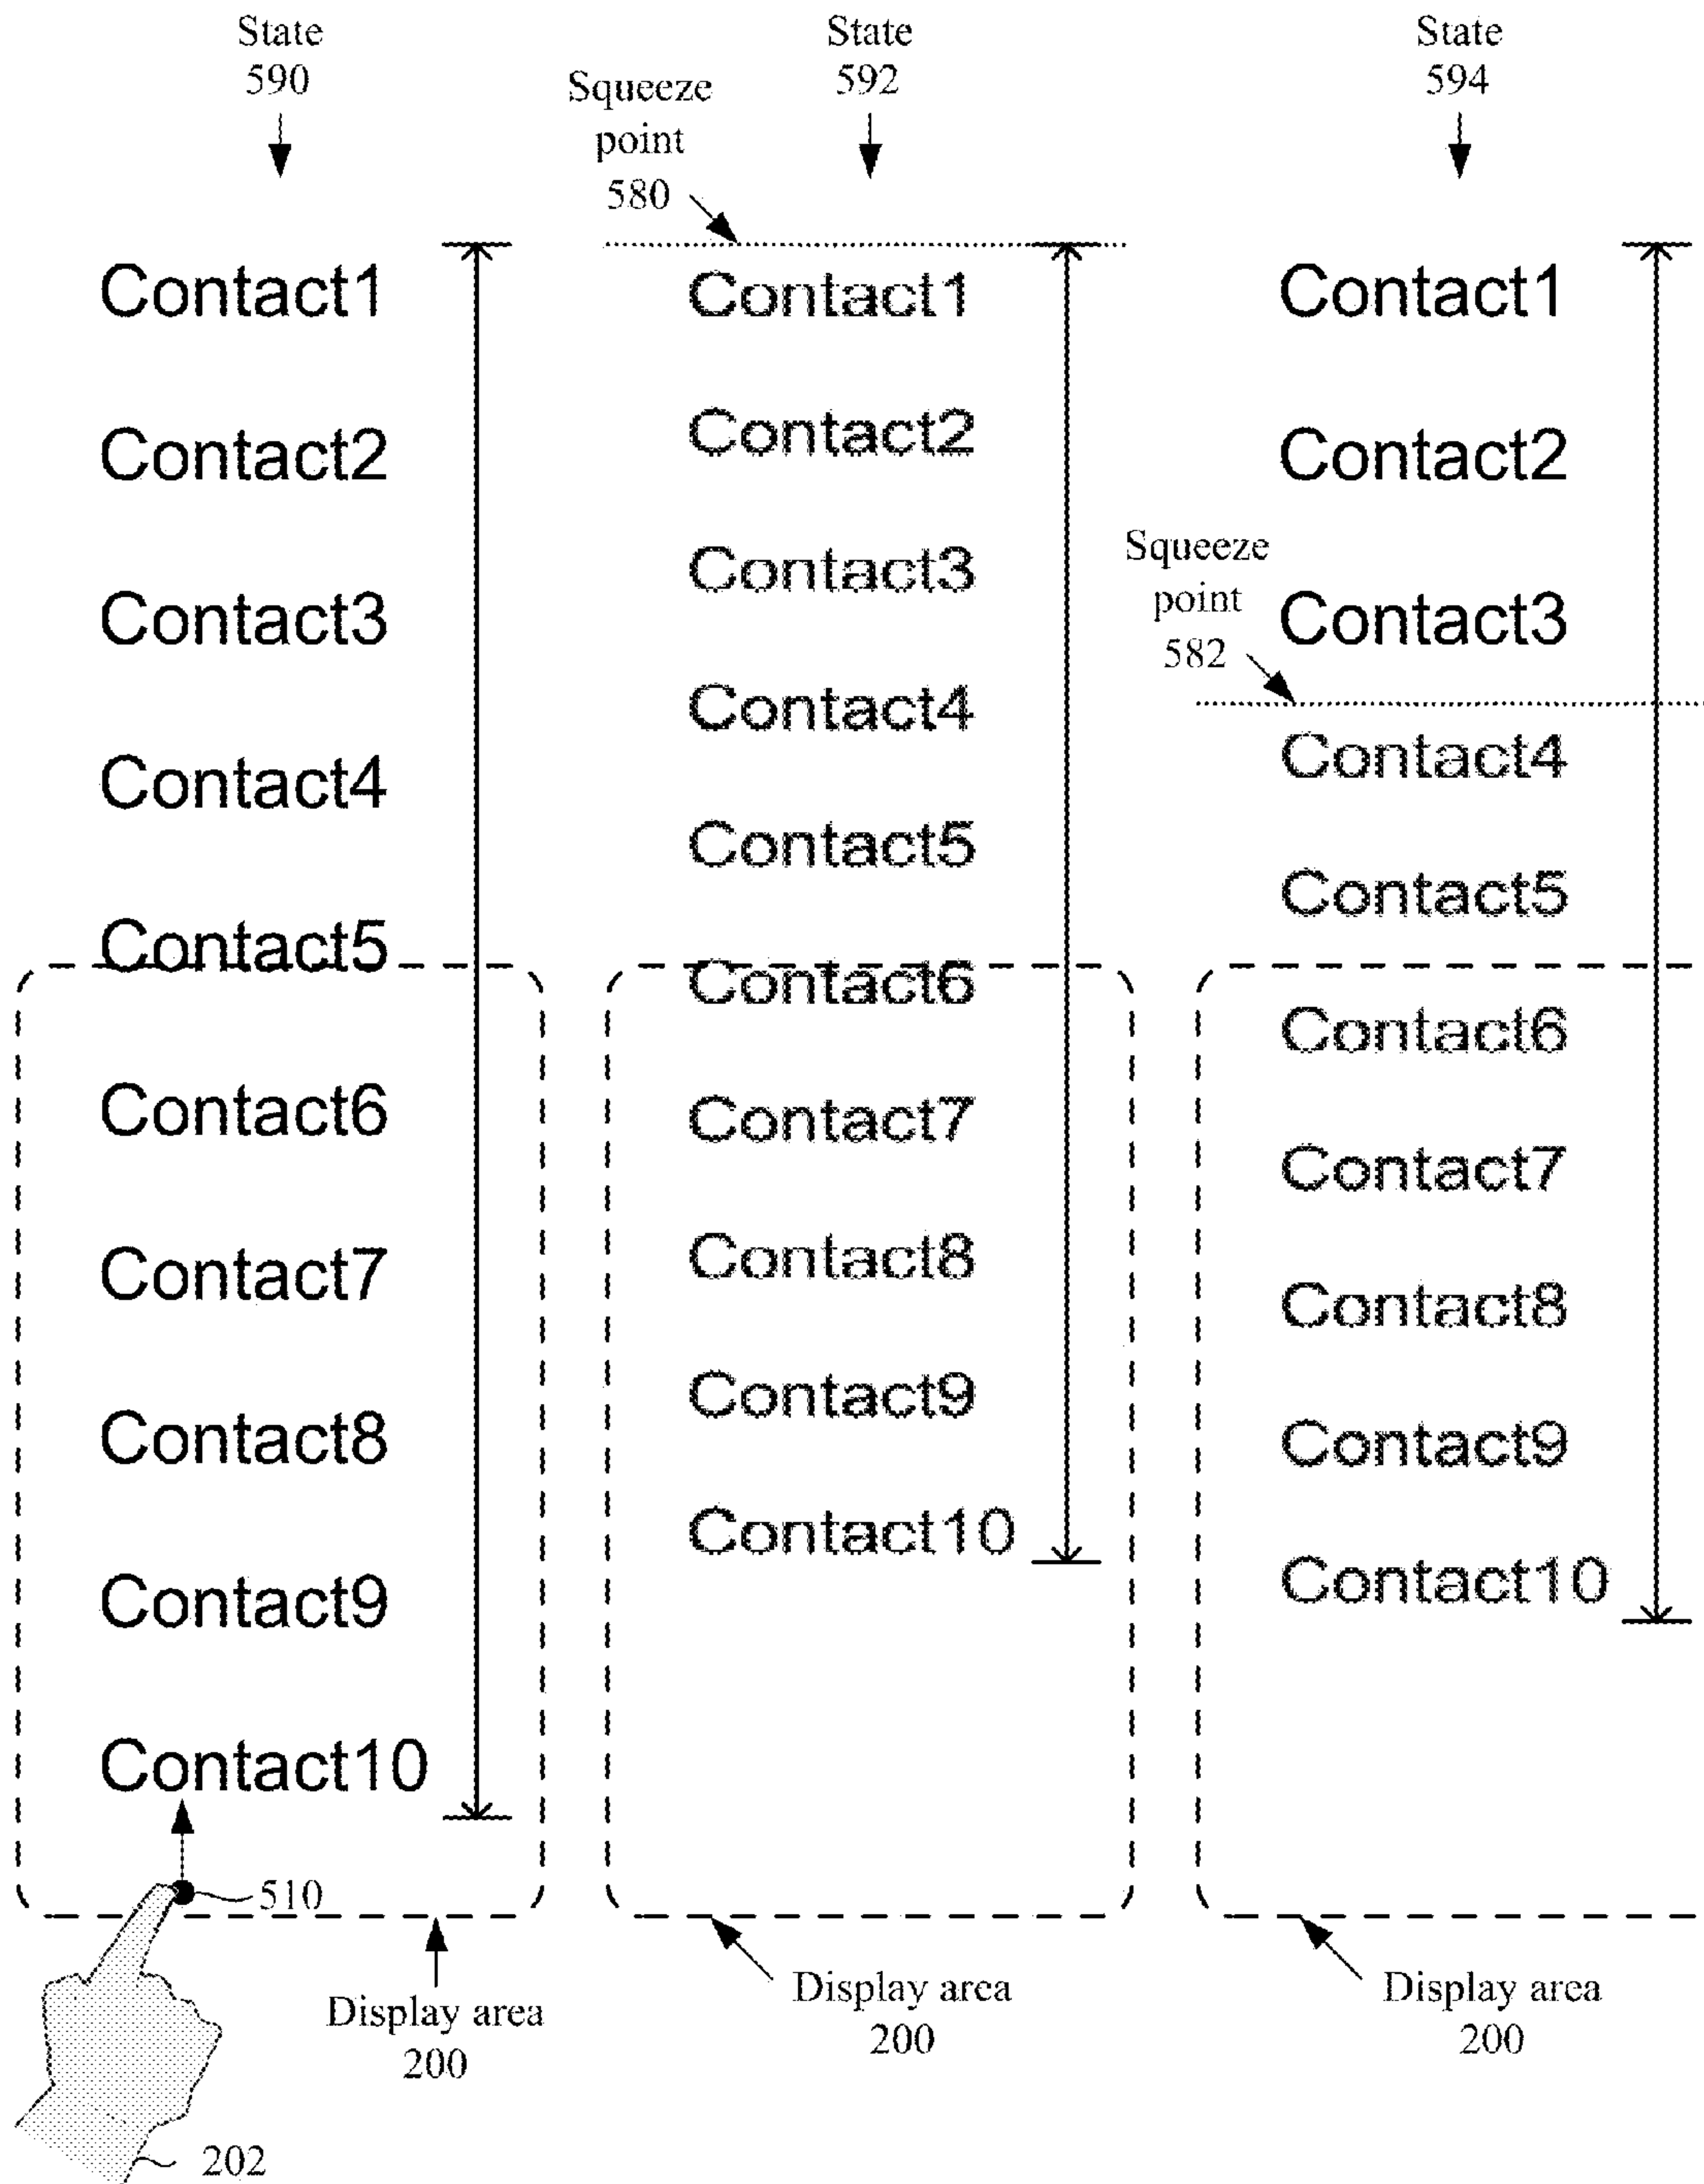 State
590
Contact1
Contact2
Contact3
Contact4
Contact5
Contact6
Contact7
Contact8
Contact9
Contact10
510
Display area
200
202
State
592
Squeeze
point
580
Contact1
Contact2
Contact3
Contact4
Contact5
Contact6
Contact7
Contact8
Contact9
Contact10
Display area
200
State
594
Contact1
Contact2
Contact3
Squeeze
point
582
Contact4
Contact5
Contact6
Contact7
Contact8
Contact9
Contact10
Display area
200